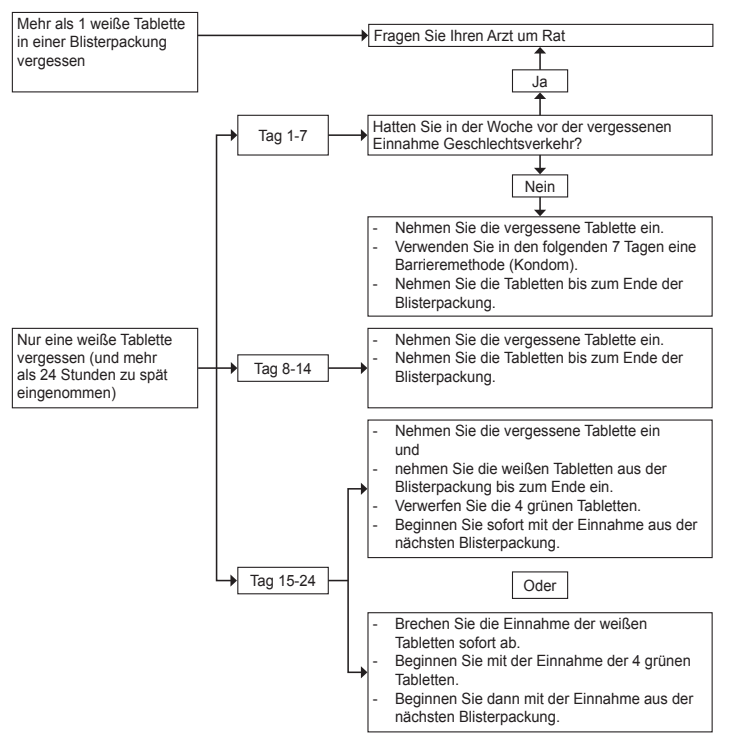 Mehr als 1 weiße Tablette
in einer Blisterpackung
vergessen
Fragen Sie Ihren Arzt um Rat
Ja
Tag 1-7
Hatten Sie in der Woche vor der vergessenen
Einnahme Geschlechtsverkehr?
Nein
- Nehmen Sie die vergessene Tablette ein.
- Verwenden Sie in den folgenden 7 Tagen eine
Barrieremethode (Kondom).
- Nehmen Sie die Tabletten bis zum Ende der
Blisterpackung.
Nur eine weiße Tablette
vergessen (und mehr
als 24 Stunden zu spät
eingenommen)
Tag 8-14
- Nehmen Sie die vergessene Tablette ein.
- Nehmen Sie die Tabletten bis zum Ende der
Blisterpackung.
- Nehmen Sie die vergessene Tablette ein
und
- nehmen Sie die weißen Tabletten aus der
Blisterpackung bis zum Ende ein.
- Verwerfen Sie die 4 grünen Tabletten.
- Beginnen Sie sofort mit der Einnahme aus der
nächsten Blisterpackung.
Tag 15-24
Oder
- Brechen Sie die Einnahme der weißen
Tabletten sofort ab.
- Beginnen Sie mit der Einnahme der 4 grünen
Tabletten.
- Beginnen Sie dann mit der Einnahme aus der
nächsten Blisterpackung.